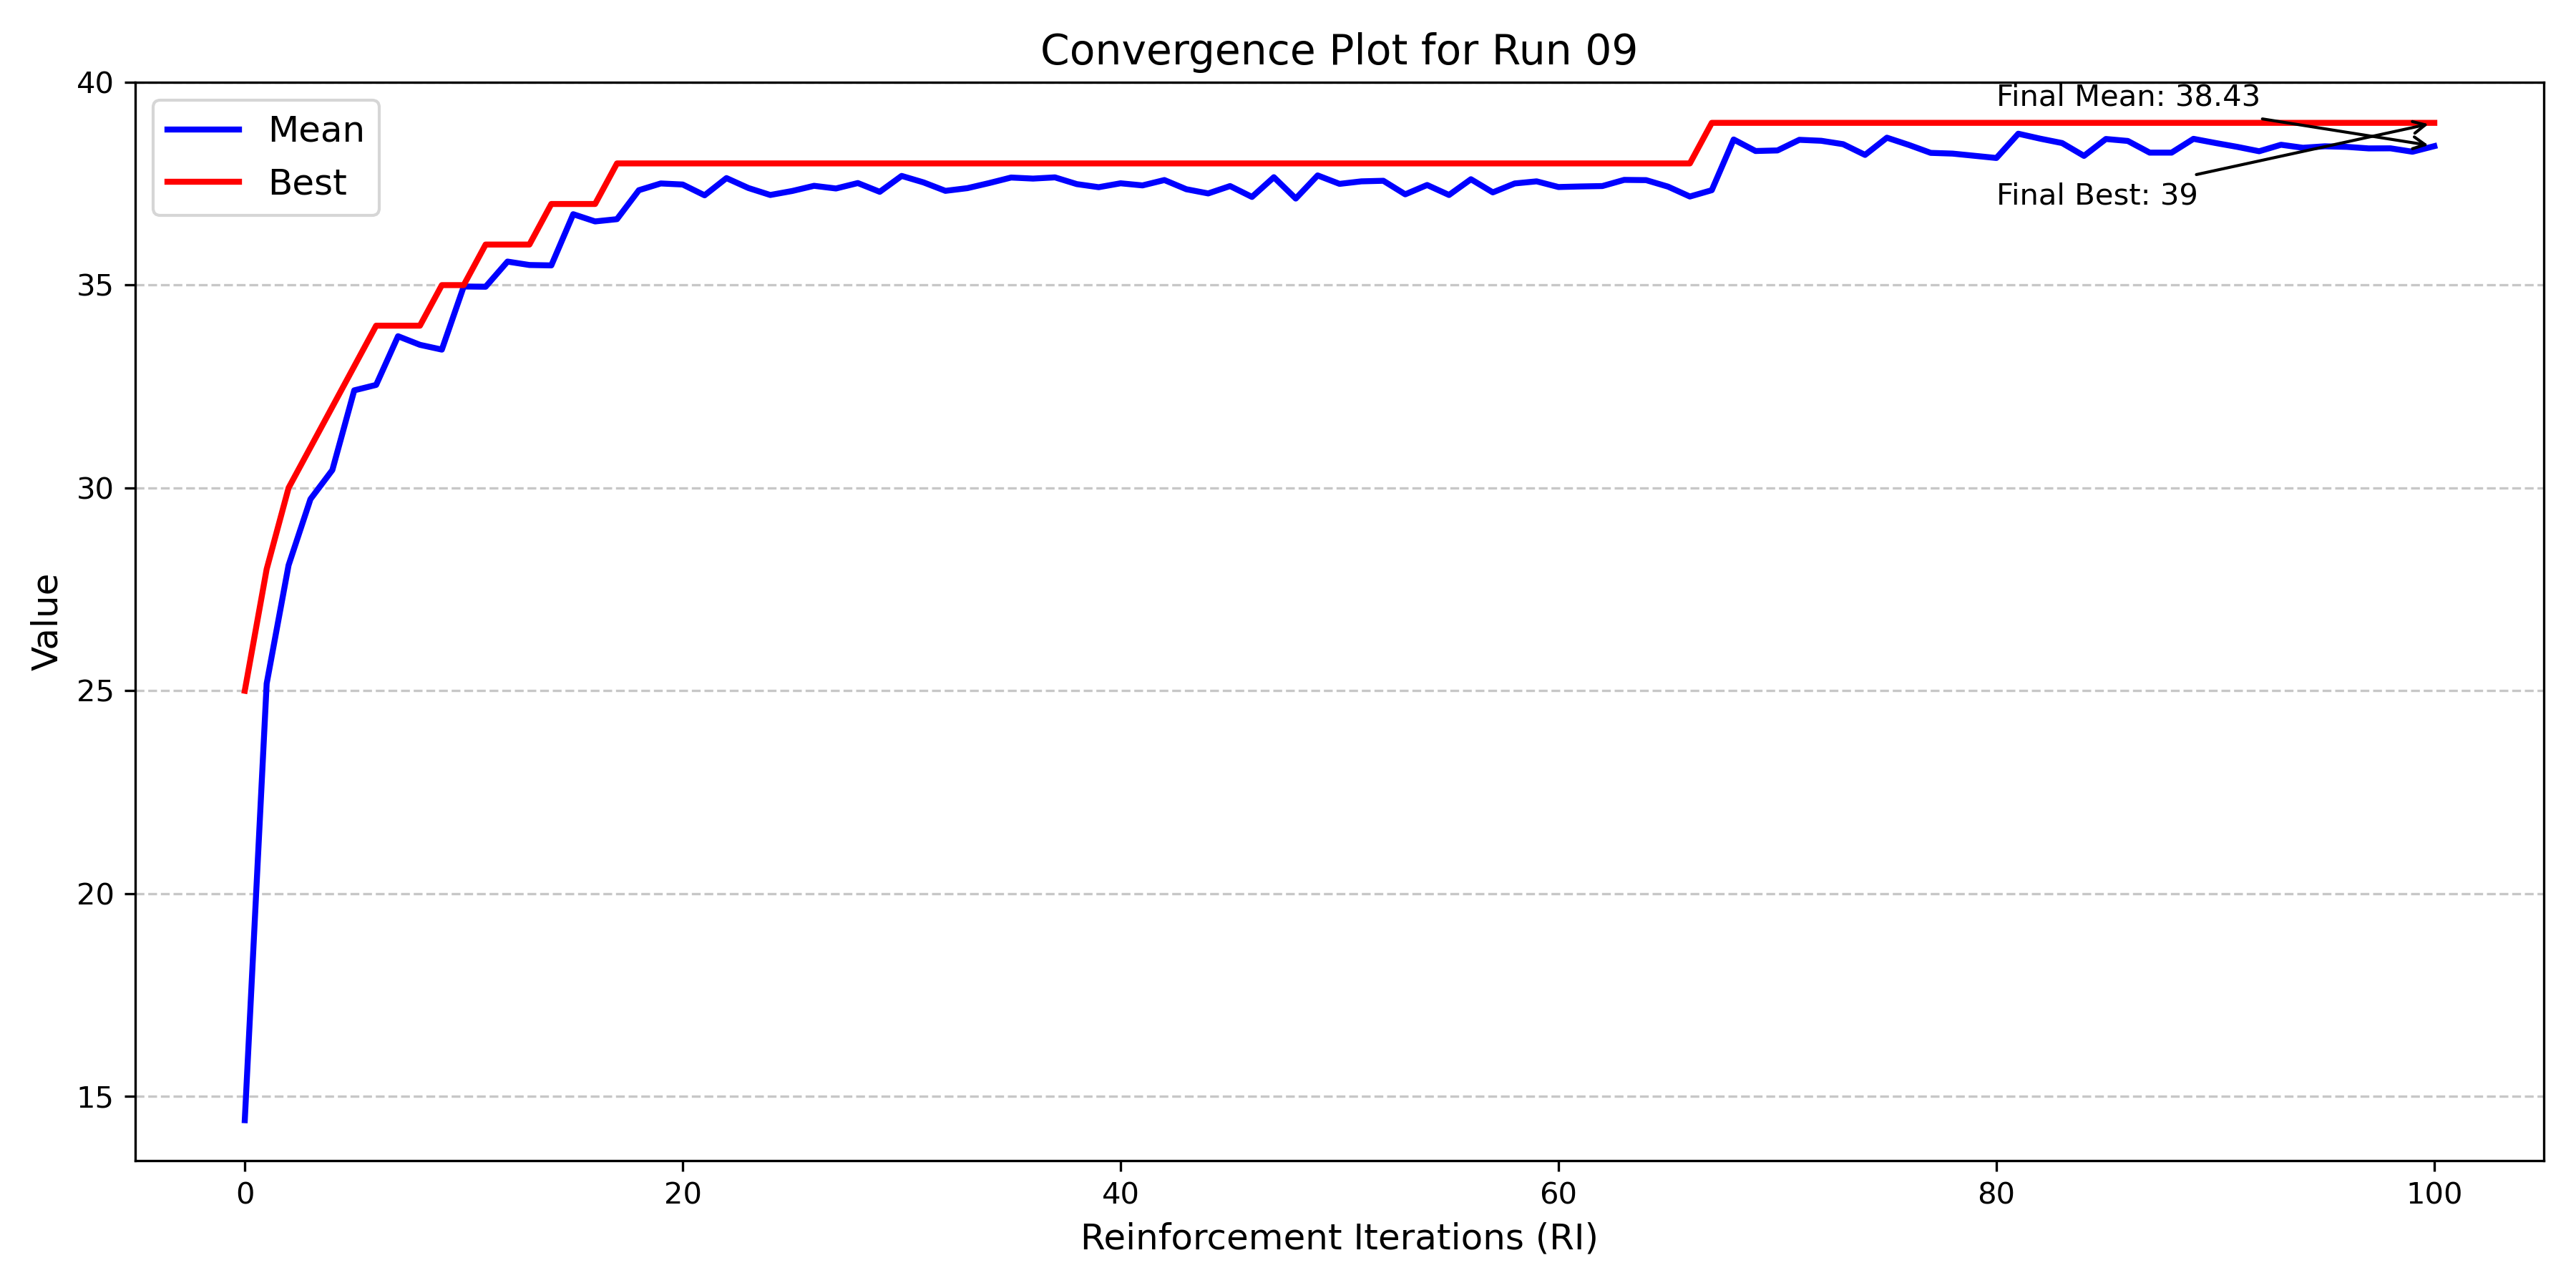 Convergence Plot for Run 09
Mean
Best
Final Mean: 38.43
Final Best: 39
40
35
30
25
20
15
Value
0 20 40 60 80 100
Reinforcement Iterations (RI)